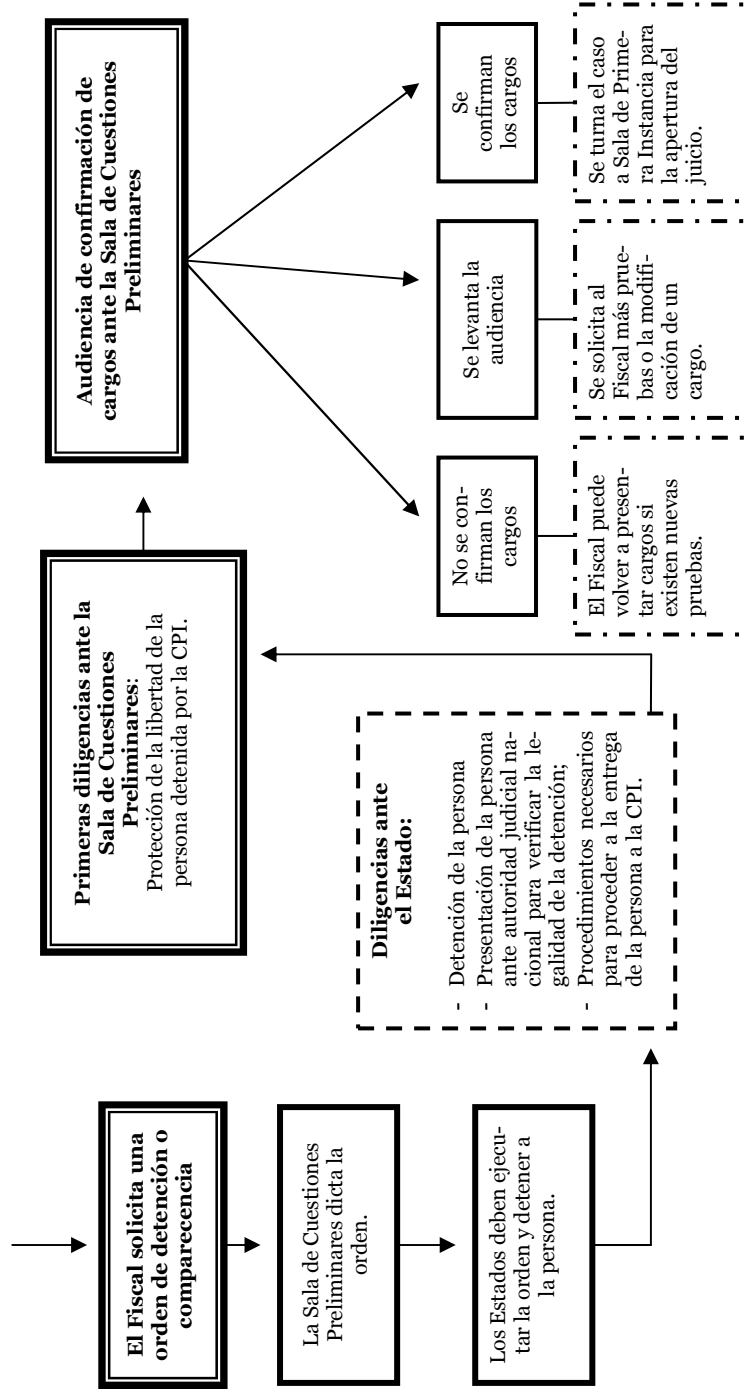 El Fiscal solicita una
orden de detención o
comparecencia
La Sala de Cuestiones
Preliminares dicta la
orden.
Los Estados deben ejecu-
tar la orden y detener a
la persona.
Diligencias ante
el Estado:
- Detención de la persona
- Presentación de la persona
ante autoridad judicial na-
cional para verificar la le-
galidad de la detención;
- Procedimientos necesarios
para proceder a la entrega
de la persona a la CPI.
Primeras diligencias ante la
Sala de Cuestiones
Preliminares:
Protección de la libertad de la
persona detenida por la CPI.
Audiencia de confirmación de
cargos ante la Sala de Cuestiones
Preliminares
No se con-
firman los
cargos
El Fiscal puede
volver a presen-
tar cargos si
existen nuevas
pruebas.
Se levanta la
audiencia
Se solicita al
Fiscal más prue-
bas o la modifi-
cación de un
cargo.
Se
confirman
los cargos
Se turna el caso
a Sala de Prime-
ra Instancia para
la apertura del
juicio.